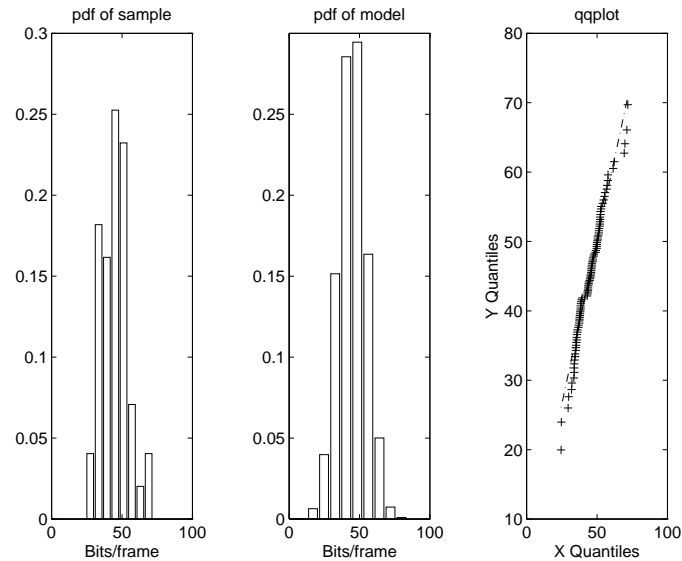 pdf of sample
0.3
0.25
0.2
0.15
0.1
0.05
0
0 50 100
Bits/frame
pdf of model
0.25
0.2
0.15
0.1
0.05
0
0 50 100
Bits/frame
qqplot
80
70
60
50
40
30
20
10
Y Quantiles
0 50 100
X Quantiles